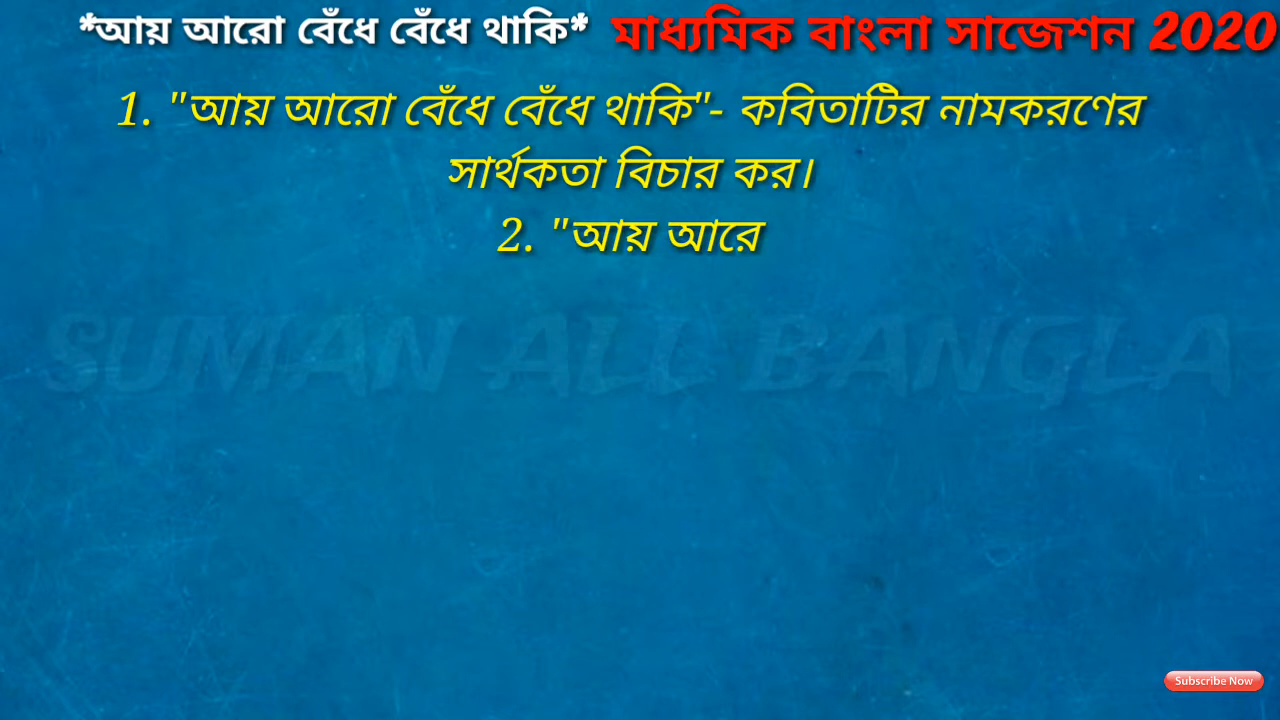 *আয় আরো বেঁধে বেঁধে থাকি* মাধ্যমিক বাংলা সাজেশন 2020
1. "আয় আরো বেঁধে বেঁধে থাকি"- কবিতাটির নামকরণের
সার্থকতা বিচার কর।
2. "আয় আরে
SUMAN ALL BANGLA
Subscribe Now